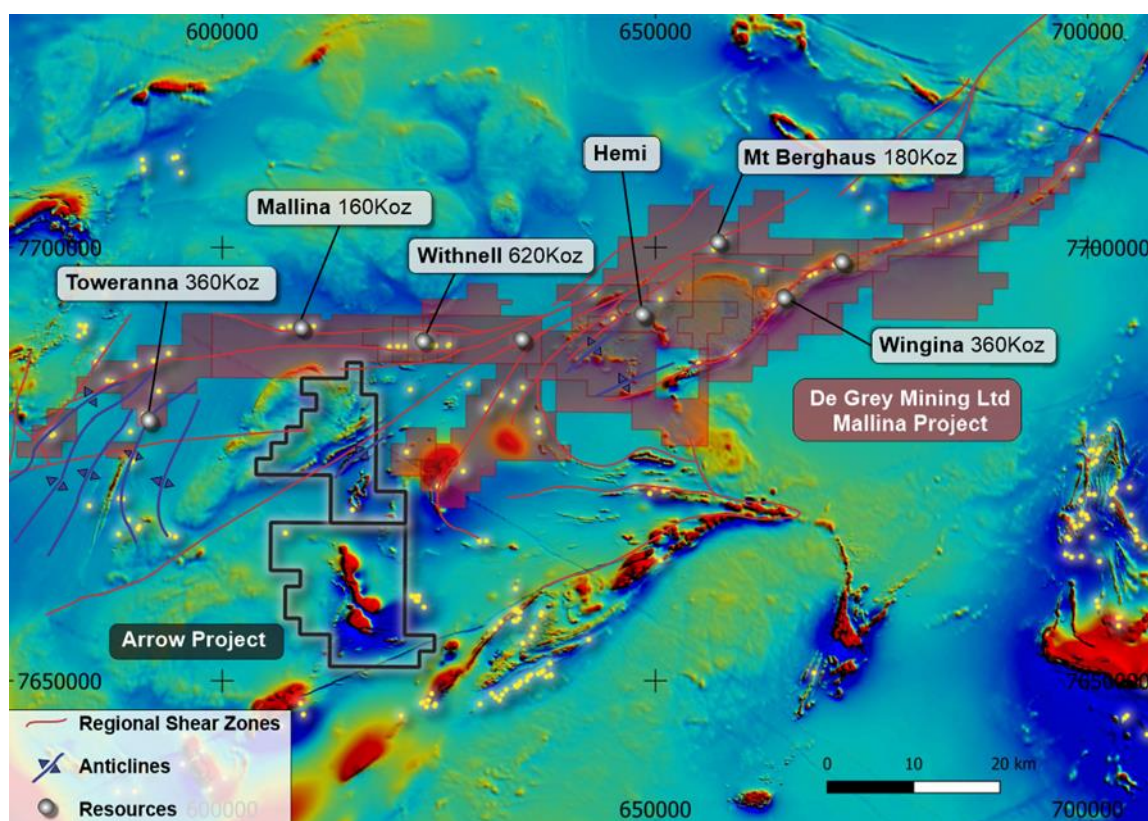 600000
650000
700000
Hemi
Mt Berghaus 180Koz
Mallina 160Koz
7700000
7700000
Withnell 620Koz
Toweranna 360Koz
Wingina 360Koz
De Grey Mining Ltd
Mallina Project
Arrow Project
7650000
7650000
Regional Shear Zones
Anticlines
Resources
0
10
20 km
600000
650000
700000